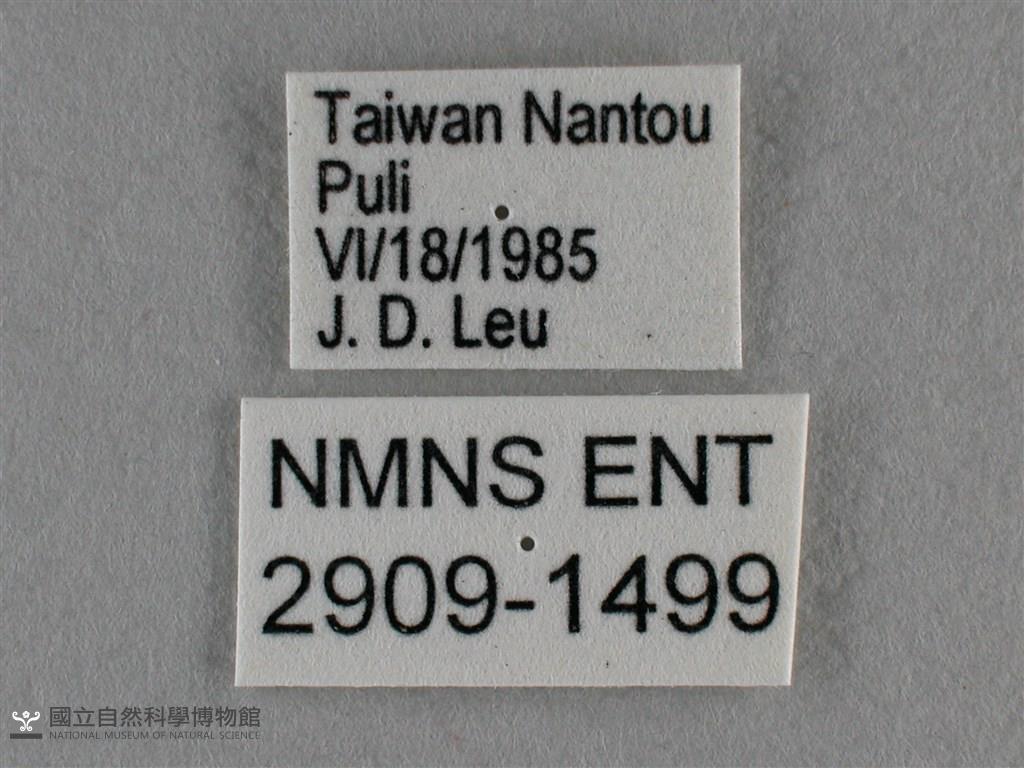 Taiwan Nantou
Puli
VI/18/1985
J. D. Leu
NMNS ENT
2909-1499
國立自然科學博物館
NATIONAL MUSEUM OF NATURAL SCIENCE